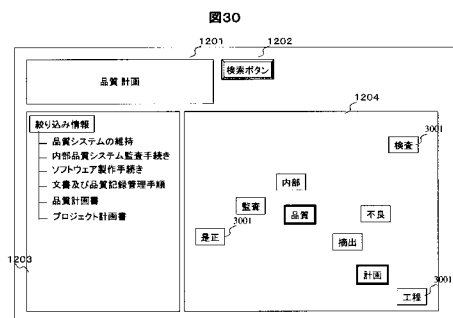 図30
1201
1202
品質 計画
検索ボタン
1204
絞り込み情報
品質システムの維持
内部品質システム監査手続き
ソフトウェア製作手続き
文書及び品質記録管理手順
品質計画書
プロジェクト計画書
1203
検査
3001
内部
監査
品質
不良
3001
是正
摘出
計画
3001
工程